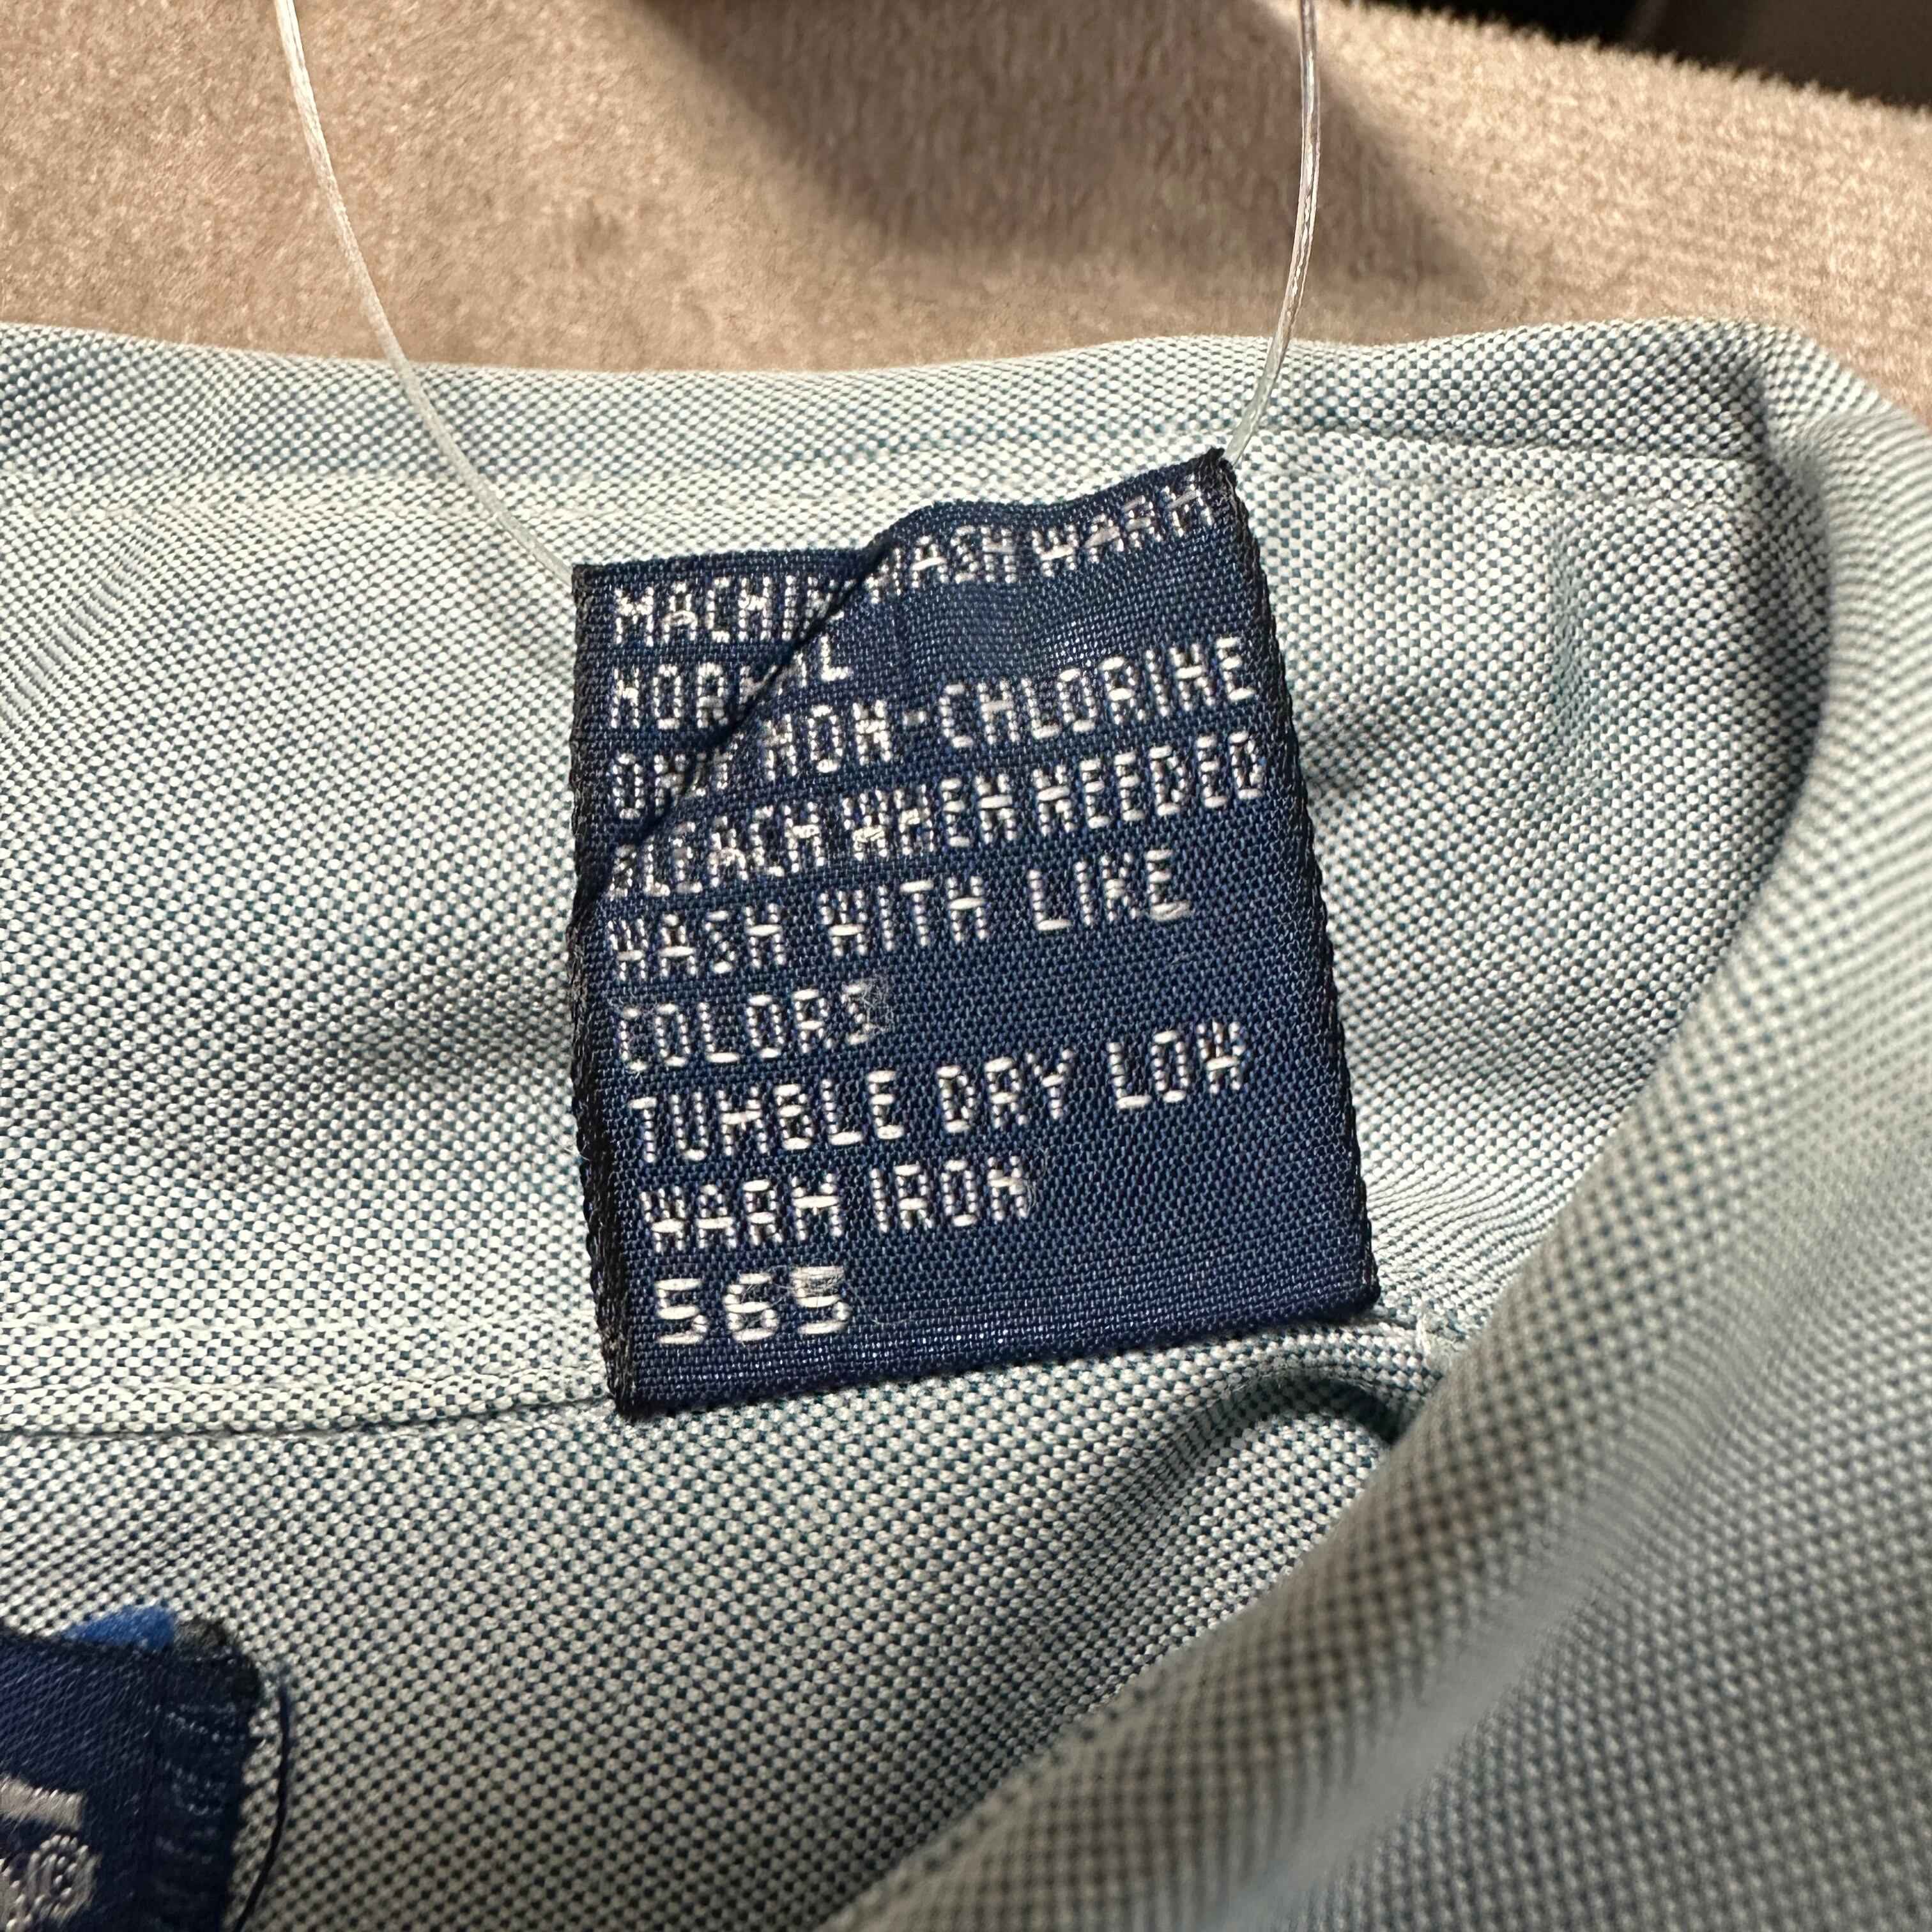 MACHINE WASH WARM
NORMAL
ONLY NON-CHLORINE
BLEACH WHEN NEEDED
WASH WITH LIKE
COLORS
TUMBLE DRY LOW
WARM IRON
565